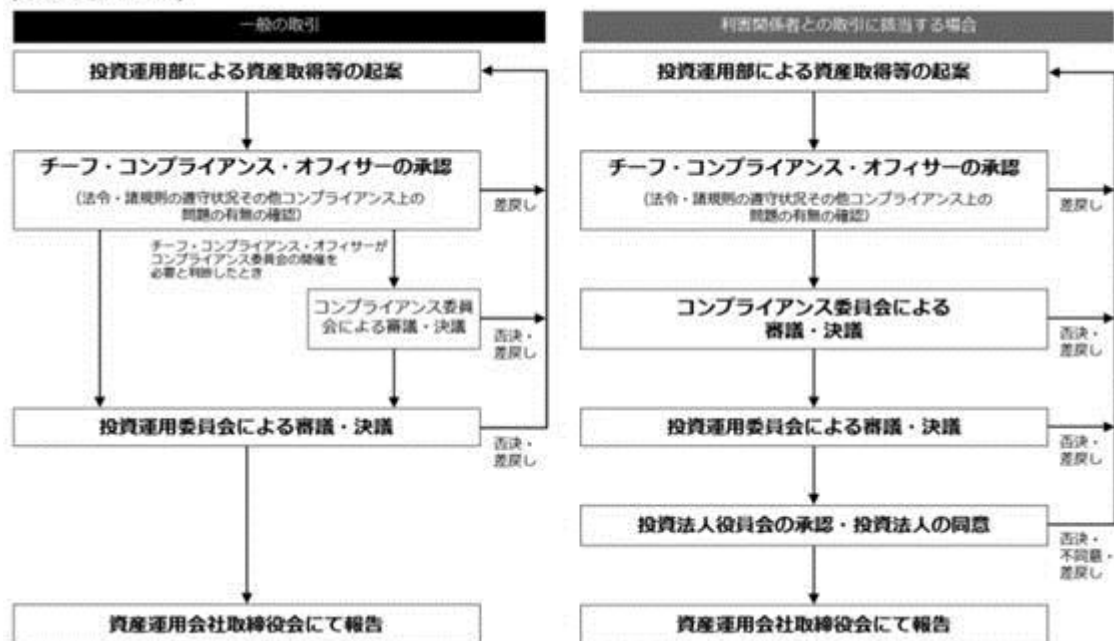 一般の取引
投資運用部による資産取得等の起案
チーフ・コンプライアンス・オフィサーの承認
(法令・諸規則の遵守状況その他コンプライアンス上の
問題の有無の確認)
差戻し
チーフ・コンプライアンス・オフィサーが
コンプライアンス委員会の開催を
必要と判断したとき
コンプライアンス委員
会による審議・決議
否決・
差戻し
投資運用委員会による審議・決議
否決・
差戻し
資産運用会社取締役会にて報告
利害関係者との取引に該当する場合
投資運用部による資産取得等の起案
チーフ・コンプライアンス・オフィサーの承認
(法令・諸規則の遵守状況その他コンプライアンス上の
問題の有無の確認)
差戻し
コンプライアンス委員会による
審議・決議
否決・
差戻し
投資運用委員会による審議・決議
否決・
差戻し
投資法人役員会の承認・投資法人の同意
否決・
不同意・
差戻し
資産運用会社取締役会にて報告